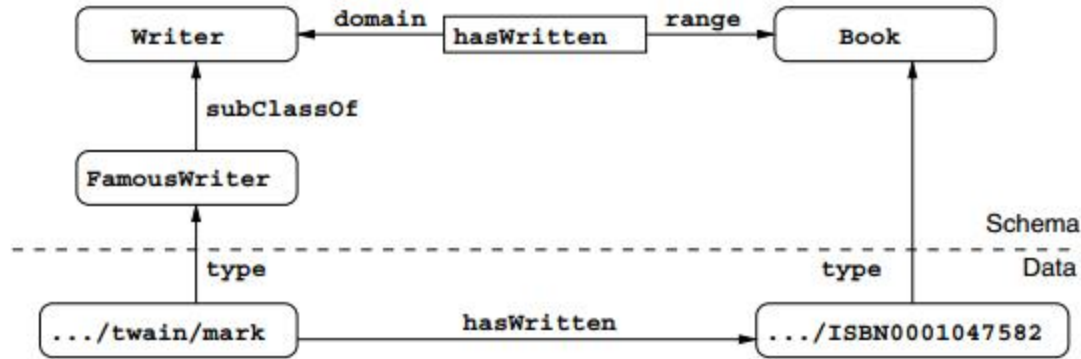 domain
range
Writer
hasWritten
Book
subClassOf
FamousWriter
Schema
type
type
Data
hasWritten
.../twain/mark
.../ISBN0001047582